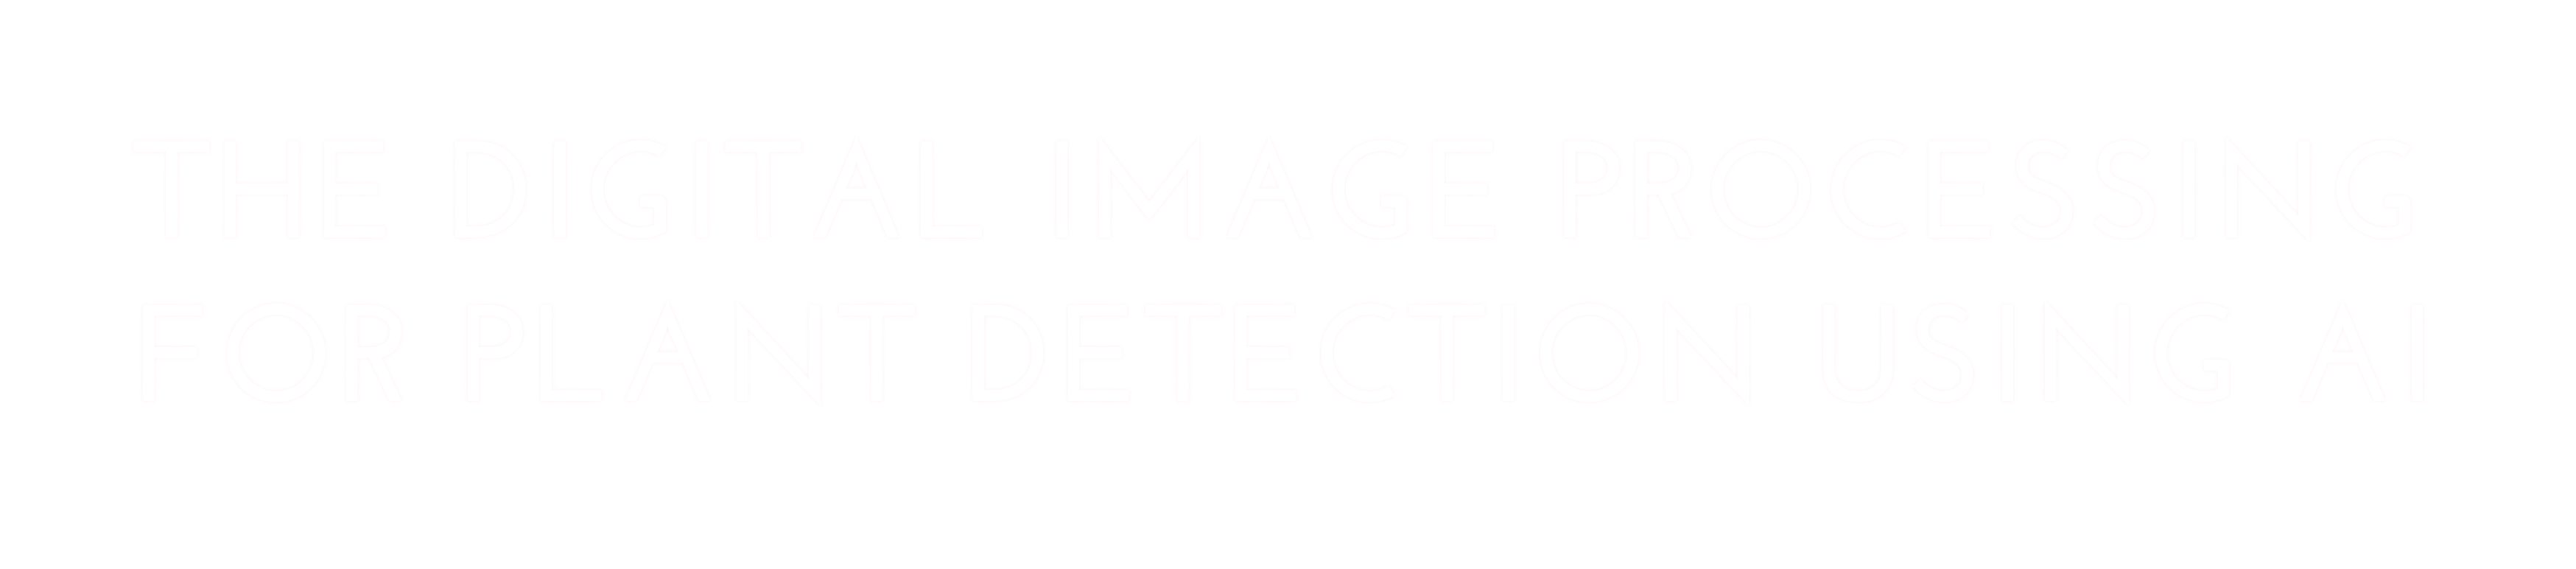 THE DIGITAL IMAGE PROCESSING
FOR PLANT DETECTION USING AI